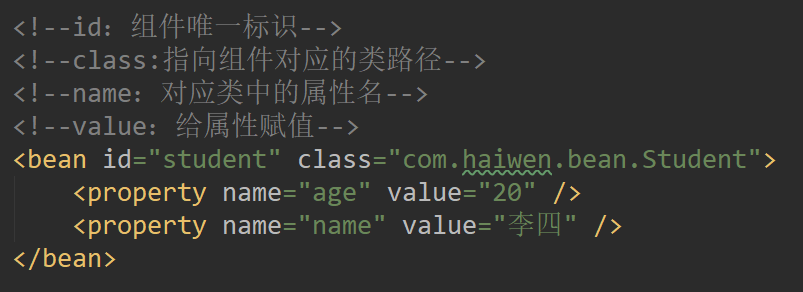 <!--id：组件唯一标识-->
<!--class:指向组件对应的类路径-->
<!--name：对应类中的属性名-->
<!--value：给属性赋值-->
<bean id="student" class="com.haiwen.bean.Student">
    <property name="age" value="20" />
    <property name="name" value="李四" />
</bean>